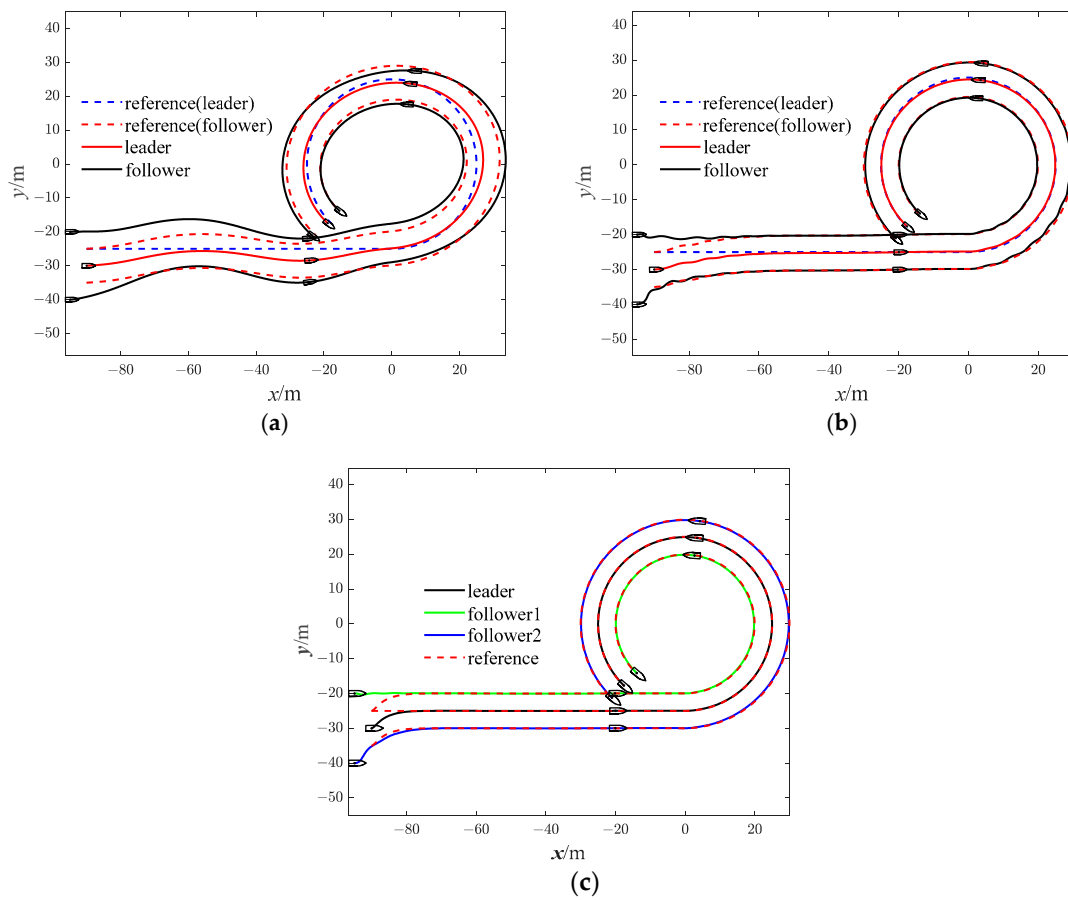 40
30
20
10
0
−10
−20
−30
−40
−50
y/m
reference(leader)
reference(follower)
leader
follower
−80 −60 −40 −20 0 20
x/m
(a)
40
30
20
10
0
−10
−20
−30
−40
−50
y/m
reference(leader)
reference(follower)
leader
follower
−80 −60 −40 −20 0 20
x/m
(b)
40
30
20
10
0
−10
−20
−30
−40
−50
y/m
leader
follower1
follower2
reference
−80 −60 −40 −20 0 20
x/m
(c)